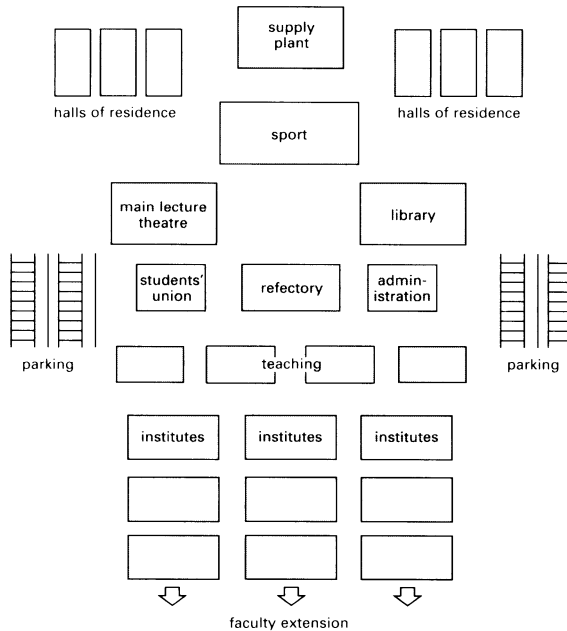 supply
plant
halls of residence
halls of residence
sport
main lecture
theatre
library
students'
union
refectory
admin-
istration
parking
teaching
parking
institutes
institutes
institutes
faculty extension